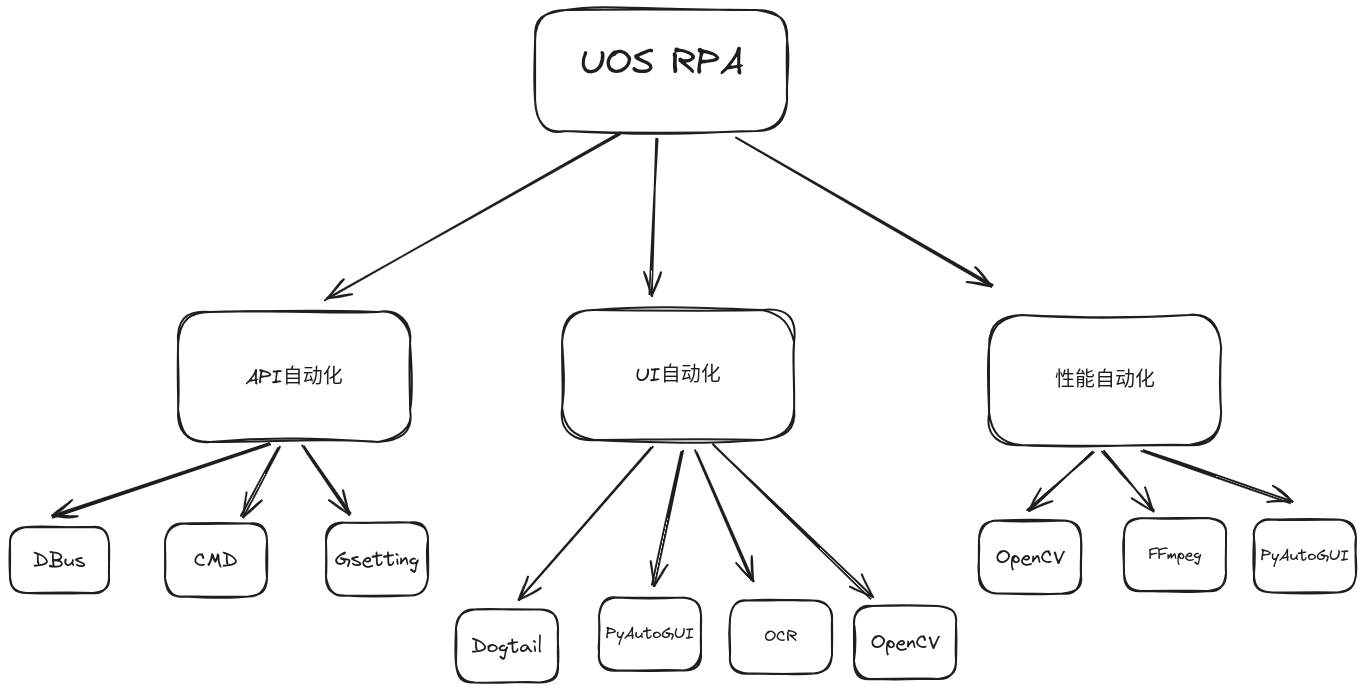 UOS RPA
API自动化
UI自动化
性能自动化
DBus
CMD
Gsetting
OpenCV
FFmpeg
PyAutoGUI
Dogtail
PyAutoGUI
OCR
OpenCV